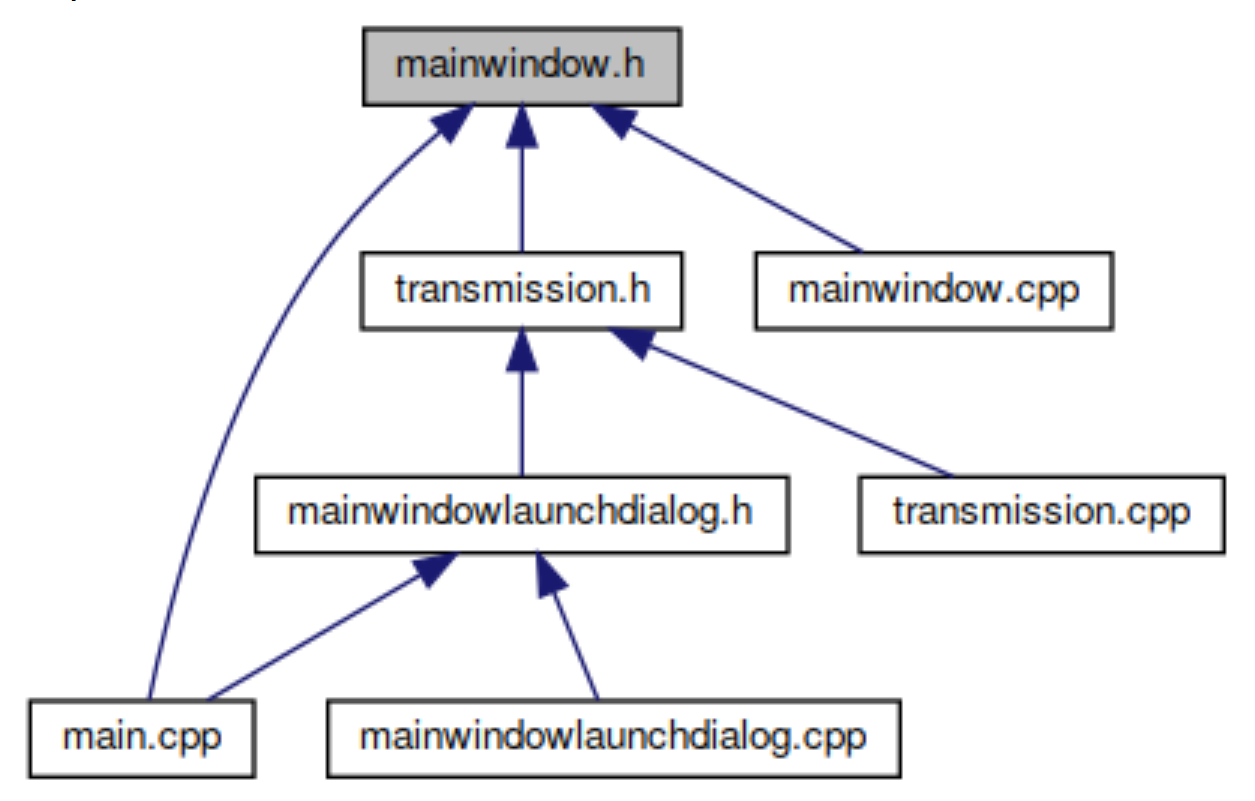 mainwindow.h
transmission.h
mainwindow.cpp
mainwindowlaunchdialog.h
transmission.cpp
main.cpp
mainwindowlaunchdialog.cpp